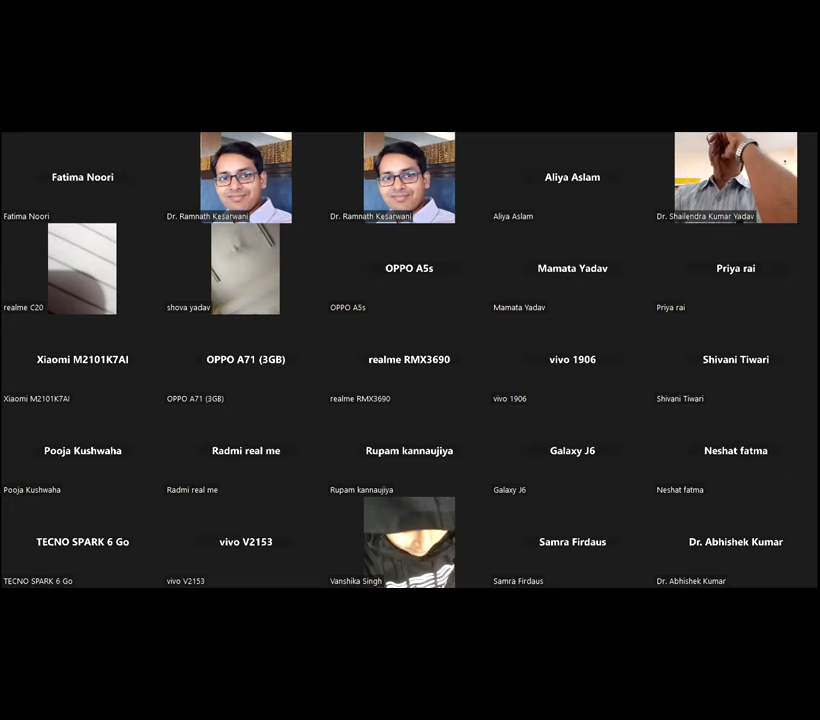 Fatima Noori
Aliya Aslam
Fatima Noori
Dr. Ramnath Kesarwani
Dr. Ramnath Kesarwani
Aliya Aslam
Dr. Shailendra Kumar Yadav
OPPO A5s
Mamata Yadav
Priya rai
realme C20
shova yadav
OPPO A5s
Mamata Yadav
Priya rai
Xiaomi M2101K7AI
OPPO A71 (3GB)
realme RMX3690
vivo 1906
Shivani Tiwari
Xiaomi M2101K7AI
OPPO A71 (3GB)
realme RMX3690
vivo 1906
Shivani Tiwari
Pooja Kushwaha
Radmi real me
Rupam kannaujiya
Galaxy J6
Neshat fatma
Pooja Kushwaha
Radmi real me
Rupam kannaujiya
Galaxy J6
Neshat fatma
TECNO SPARK 6 Go
vivo V2153
Samra Firdaus
Dr. Abhishek Kumar
TECNO SPARK 6 Go
vivo V2153
Vanshika Singh
Samra Firdaus
Dr. Abhishek Kumar